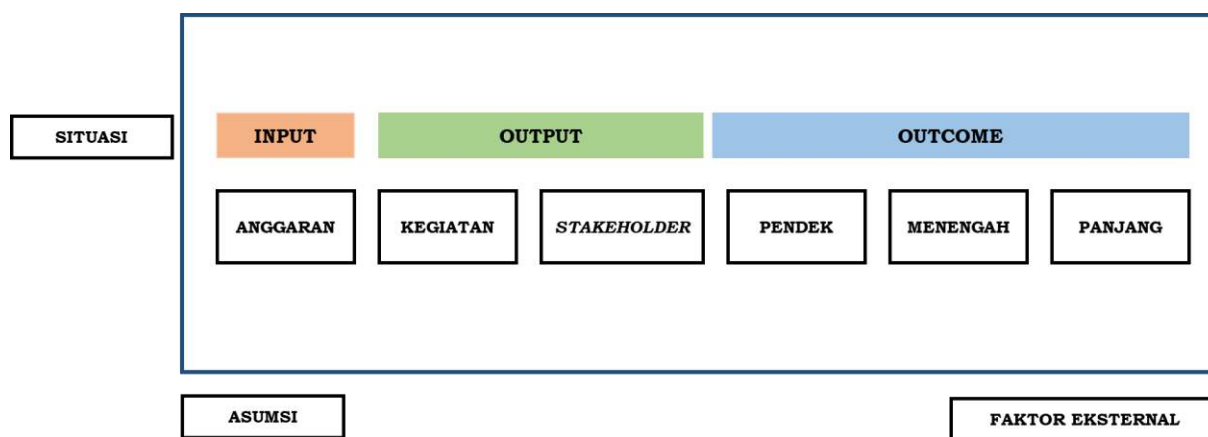 SITUASI
INPUT
OUTPUT
OUTCOME
ANGGARAN
KEGIATAN
STAKEHOLDER
PENDEK
MENENGAH
PANJANG
ASUMSI
FAKTOR EKSTERNAL